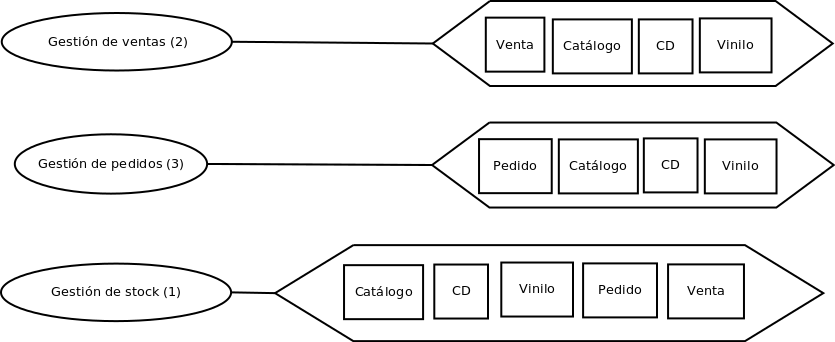 Gestión de ventas (2)
Venta
Catálogo
CD
Vinilo
Gestión de pedidos (3)
Pedido
Catálogo
CD
Vinilo
Gestión de stock (1)
Catálogo
CD
Vinilo
Pedido
Venta